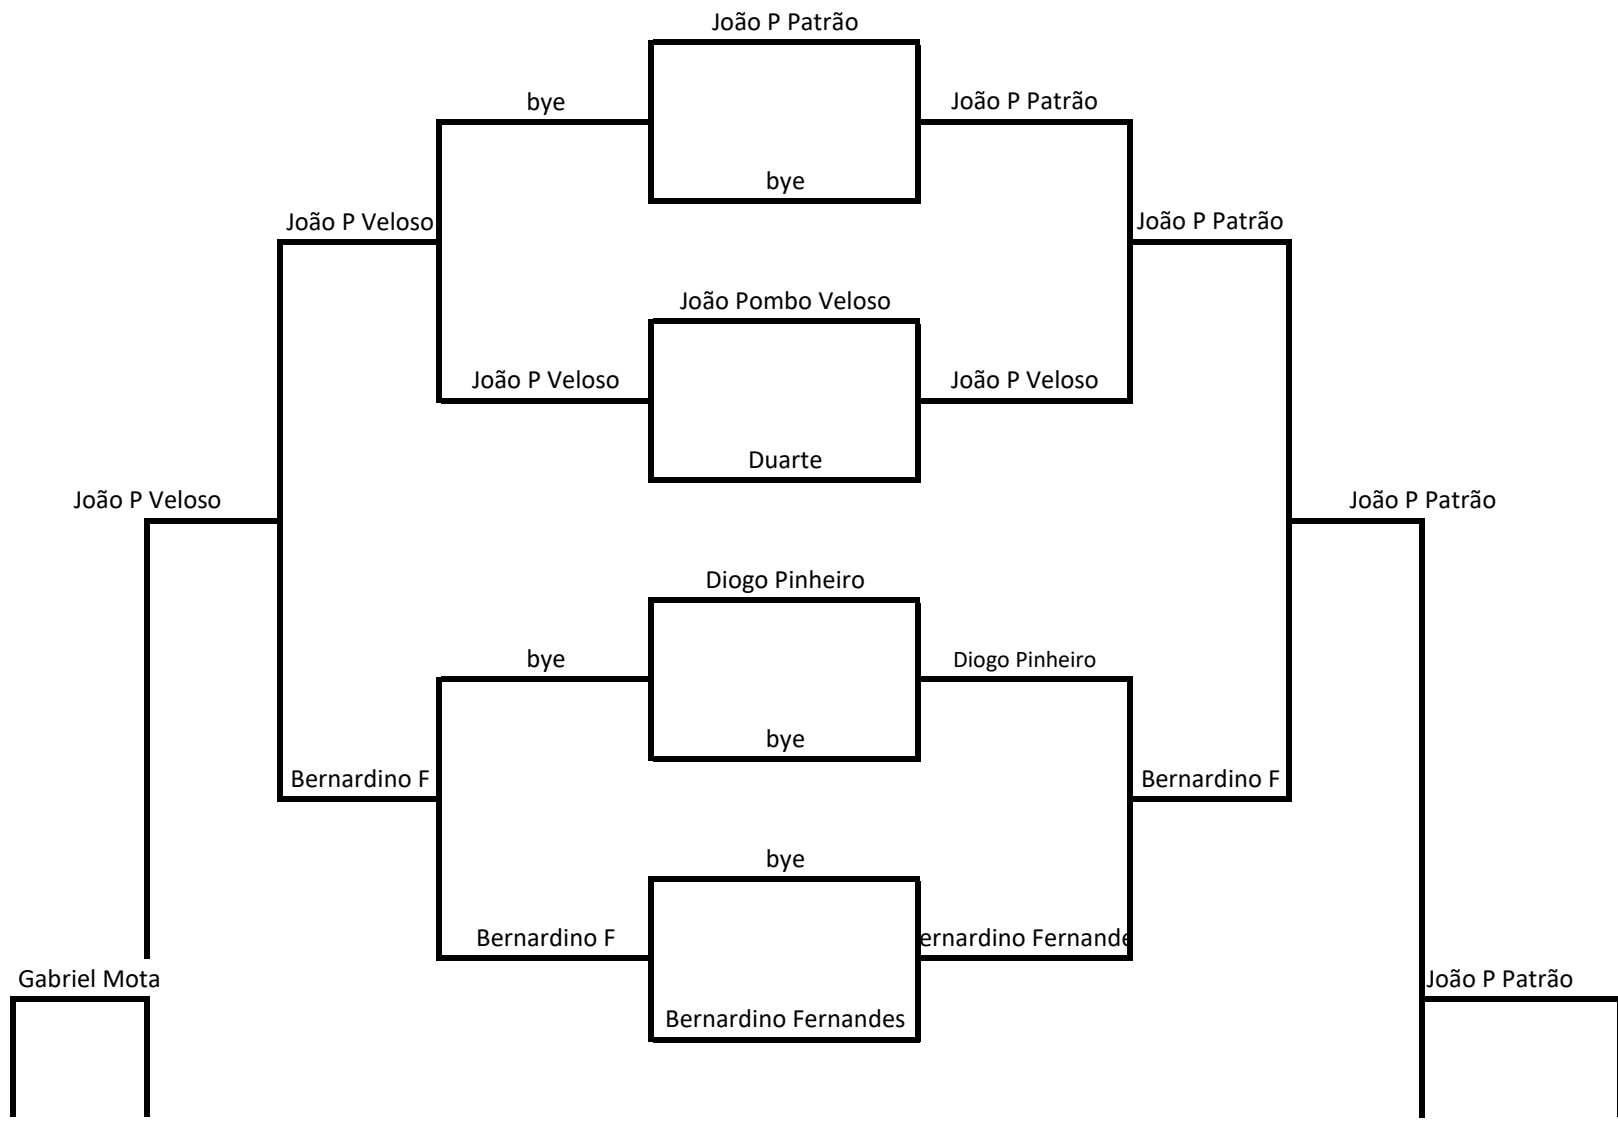 João P Patrão
bye
João P Patrão
bye
João P Veloso
João P Patrão
João Pombo Veloso
João P Veloso
João P Veloso
Duarte
João P Veloso
João P Patrão
Diogo Pinheiro
bye
Diogo Pinheiro
bye
Bernardino F
Bernardino F
bye
Bernardino F
ernardino Fernande
Gabriel Mota
João P Patrão
Bernardino Fernandes